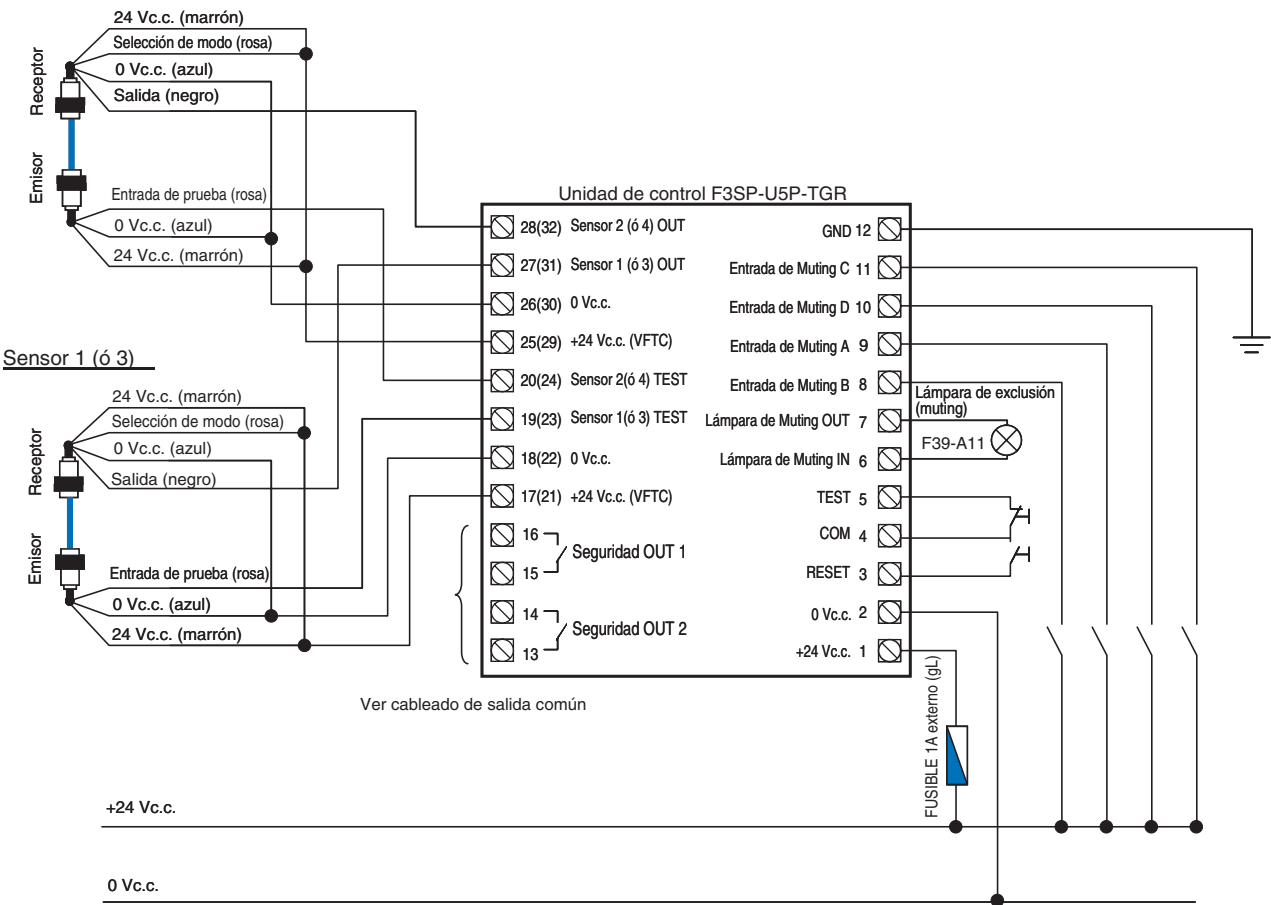 24 Vc.c. (marrón)
Selección de modo (rosa)
0 Vc.c. (azul)
Salida (negro)
Receptor
Emisor
Entrada de prueba (rosa)
0 Vc.c. (azul)
24 Vc.c. (marrón)
Sensor 1 (ó 3)
24 Vc.c. (marrón)
Selección de modo (rosa)
0 Vc.c. (azul)
Salida (negro)
Receptor
Emisor
Entrada de prueba (rosa)
0 Vc.c. (azul)
24 Vc.c. (marrón)
Unidad de control F3SP-U5P-TGR
28(32) Sensor 2 (ó 4) OUT
27(31) Sensor 1 (ó 3) OUT
26(30) 0 Vc.c.
25(29) +24 Vc.c. (VFTC)
20(24) Sensor 2(ó 4) TEST
19(23) Sensor 1(ó 3) TEST
18(22) 0 Vc.c.
17(21) +24 Vc.c. (VFTC)
16
Seguridad OUT 1
15
14
Seguridad OUT 2
13
GND 12
Entrada de Muting C 11
Entrada de Muting D 10
Entrada de Muting A 9
Entrada de Muting B 8
Lámpara de Muting OUT 7
Lámpara de Muting IN 6
TEST 5
COM 4
RESET 3
0 Vc.c. 2
+24 Vc.c. 1
Lámpara de exclusión
(muting)
F39-A11
FUSIBLE 1A externo (gL)
Ver cableado de salida común
+24 Vc.c.
0 Vc.c.